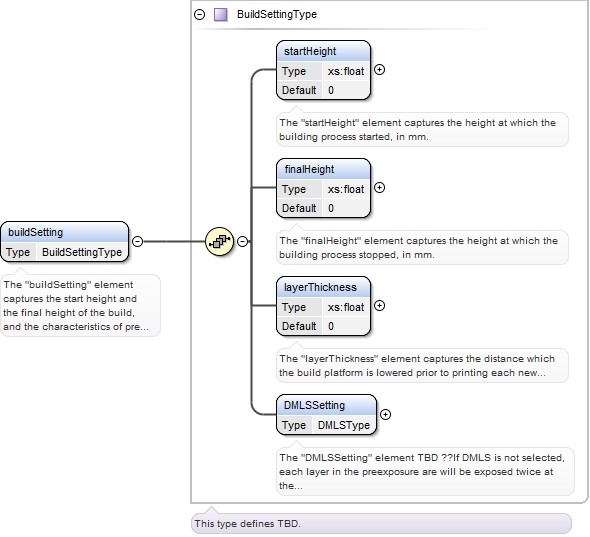 BuildSettingType
startHeight
Type xs:float
Default 0
The "startHeight" element captures the height at which the
building process started, in mm.
finalHeight
Type xs:float
Default 0
The "finalHeight" element captures the height at which the
building process stopped, in mm.
buildSetting
Type BuildSettingType
The "buildSetting" element
captures the start height and
the final height of the build,
and the characteristics of pre...
layerThickness
Type xs:float
Default 0
The "layerThickness" element captures the distance which
the build platform is lowered prior to printing each new...
DMLSSetting
Type DMLSType
The "DMLSSetting" element TBD ??If DMLS is not selected,
each layer in the preexposure are will be exposed twice at
the...
This type defines TBD.